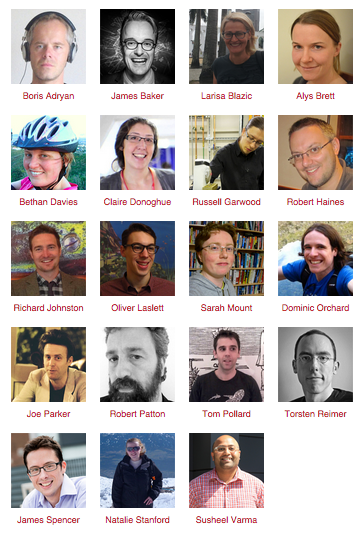 Boris Adryan
James Baker
Larisa Blazic
Alys Brett
Bethan Davies
Claire Donoghue
Russell Garwood
Robert Haines
Richard Johnston
Oliver Laslett
Sarah Mount
Dominic Orchard
Joe Parker
Robert Patton
Tom Pollard
Torsten Reimer
James Spencer
Natalie Stanford
Susheel Varma